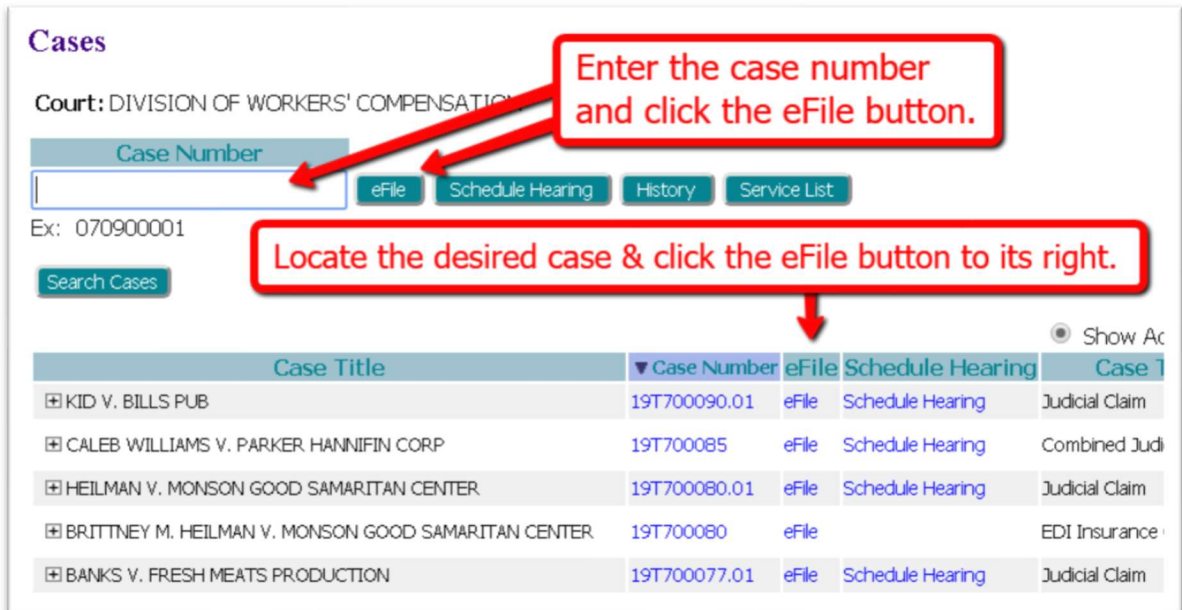 Cases
Enter the case number
and click the eFile button.
Court: DIVISION OF WORKERS' COMPENSATION
Case Number
eFile Schedule Hearing History Service List
Ex: 070900001
Locate the desired case & click the eFile button to its right.
Search Cases
Show Ac
Case Title ▼ Case Number eFile Schedule Hearing Case T
KID V. BILLS PUB 19T700090.01 eFile Schedule Hearing Judicial Claim
CALEB WILLIAMS V. PARKER HANNIFIN CORP 19T700085 eFile Schedule Hearing Combined Judi
HEILMAN V. MONSON GOOD SAMARITAN CENTER 19T700080.01 eFile Schedule Hearing Judicial Claim
BRITTNEY M. HEILMAN V. MONSON GOOD SAMARITAN CENTER 19T700080 eFile EDI Insurance
BANKS V. FRESH MEATS PRODUCTION 19T700077.01 eFile Schedule Hearing Judicial Claim